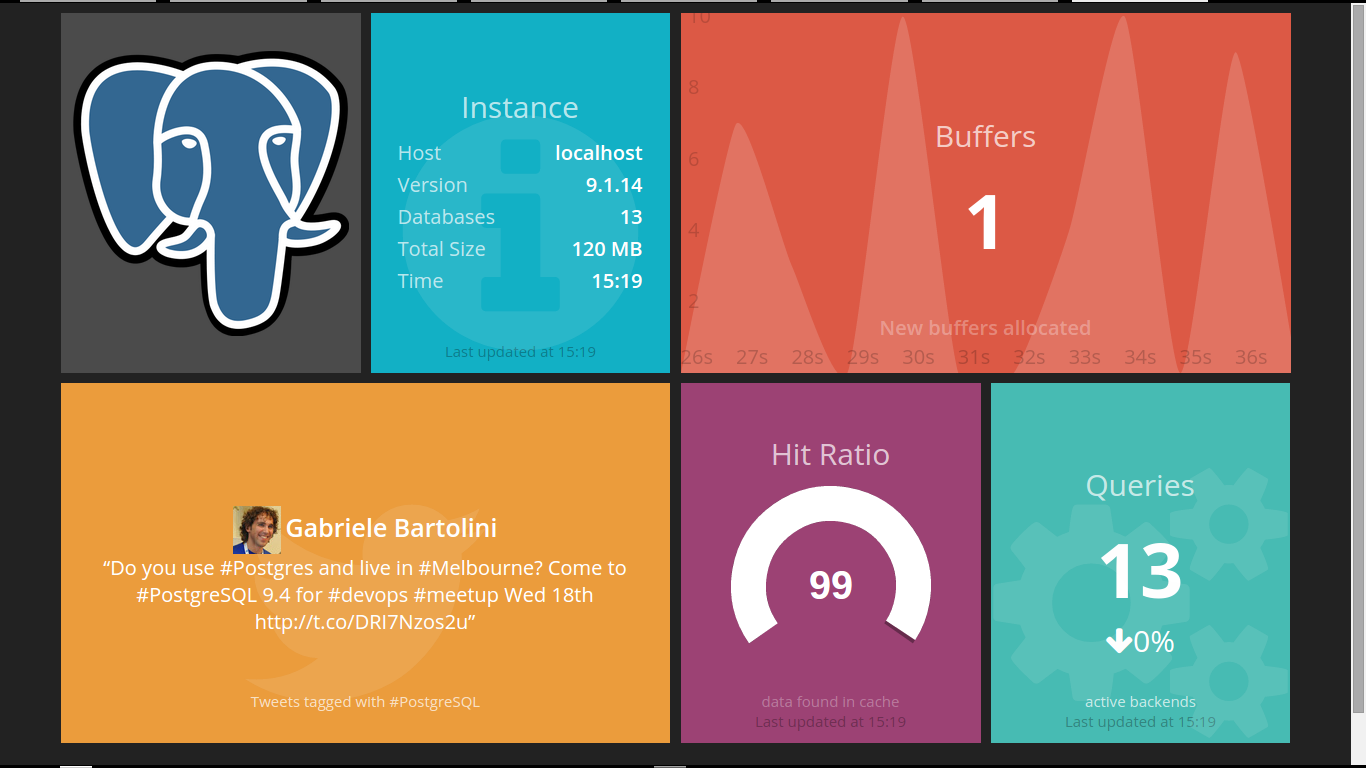 Instance
Host localhost
Version 9.1.14
Databases 13
Total Size 120 MB
Time 15:19
Last updated at 15:19
10
8
6
4
2
Buffers
1
New buffers allocated
26s 27s 28s 29s 30s 31s 32s 33s 34s 35s 36s
Gabriele Bartolini
“Do you use #Postgres and live in #Melbourne? Come to
#PostgreSQL 9.4 for #devops #meetup Wed 18th
http://t.co/DRI7Nzos2u”
Tweets tagged with #PostgreSQL
Hit Ratio
99
data found in cache
Last updated at 15:19
Queries
13
0%
active backends
Last updated at 15:19